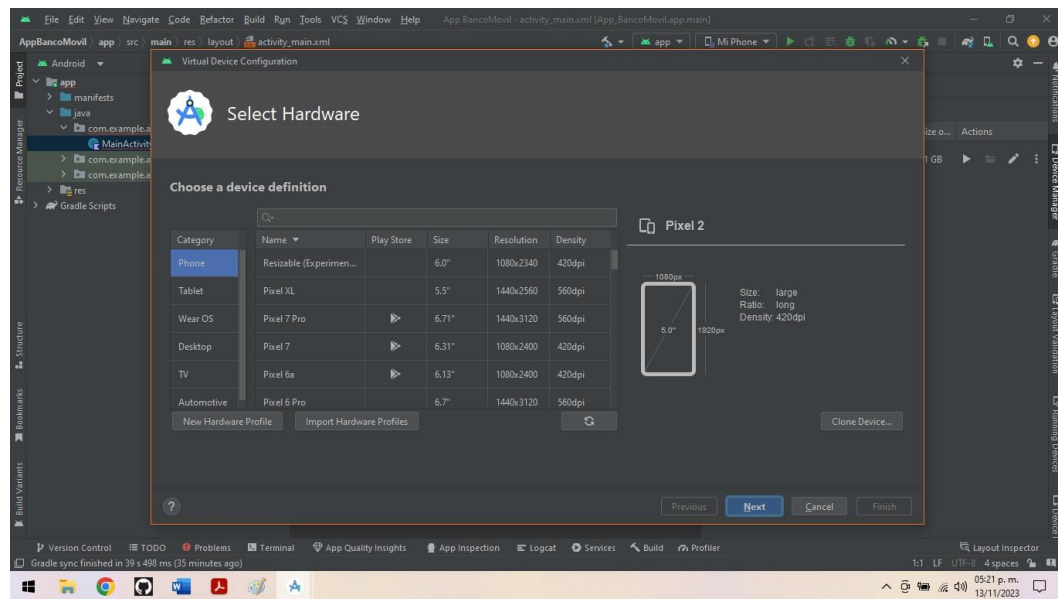 File Edit View Navigate Code Refactor Build Run Tools VCS Window Help App BancoMovil - activity_main.xml [App_BancoMovil.app.main]
AppBancoMovil app src main res layout activity_main.xml app Mi Phone
Android
Virtual Device Configuration
app
manifests
java
com.example.a
MainActivity
com.example.a
com.example.a
res
Gradle Scripts
Select Hardware
Size o... Actions
1 GB
Choose a device definition
Category Name Play Store Size Resolution Density
Phone Resizable (Experimen... 6.0" 1080x2340 420dpi
Tablet Pixel XL 5.5" 1440x2560 560dpi
Wear OS Pixel 7 Pro 6.71" 1440x3120 560dpi
Desktop Pixel 7 6.31" 1080x2400 420dpi
TV Pixel 6a 6.13" 1080x2400 420dpi
Automotive Pixel 6 Pro 6.7" 1440x3120 560dpi
New Hardware Profile Import Hardware Profiles
Pixel 2
1080px
5.0" 1920px
Size: large
Ratio: long
Density: 420dpi
Clone Device...
? Previous Next Cancel Finish
Project
Resource Manager
Structure
Bookmarks
Build Variants
Notifications
Device Manager
Gradle
Layout Validation
Running Devices
Device
Version Control TODO Problems Terminal App Quality Insights App Inspection Logcat Services Build Profiler Layout Inspector
Gradle sync finished in 39 s 498 ms (35 minutes ago) 1:1 LF UTF-8 4 spaces
05:21 p. m.
13/11/2023